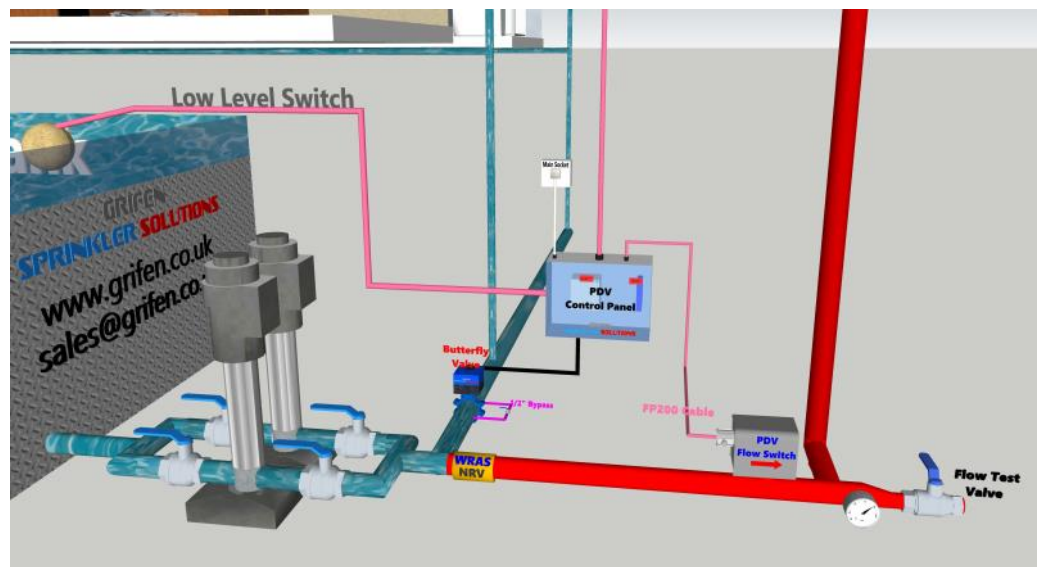 Low Level Switch
Main Socket
GRIFEN
SPRINKLER SOLUTIONS
www.grifen.co.uk
sales@grifen.co.
PDV
Control Panel
SOLUTIONS
Butterfly
Valve
1/2" Bypass
FP200 Cable
PDV
Flow Switch
WRAS
NRV
Flow Test
Valve